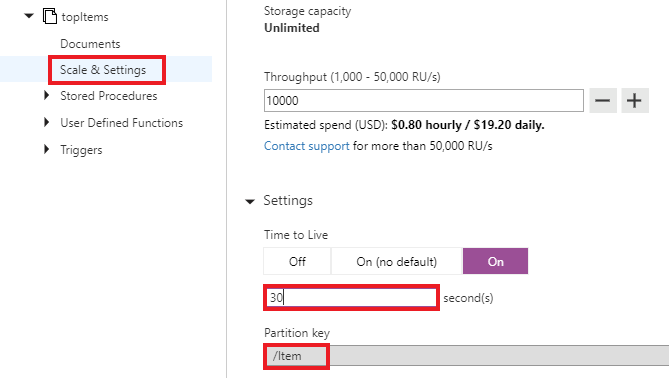 topItems
Documents
Scale & Settings
Stored Procedures
User Defined Functions
Triggers
Storage capacity
Unlimited
Throughput (1,000 - 50,000 RU/s)
10000
Estimated spend (USD): $0.80 hourly / $19.20 daily.
Contact support for more than 50,000 RU/s
Settings
Time to Live
Off On (no default) On
30 second(s)
Partition key
/Item